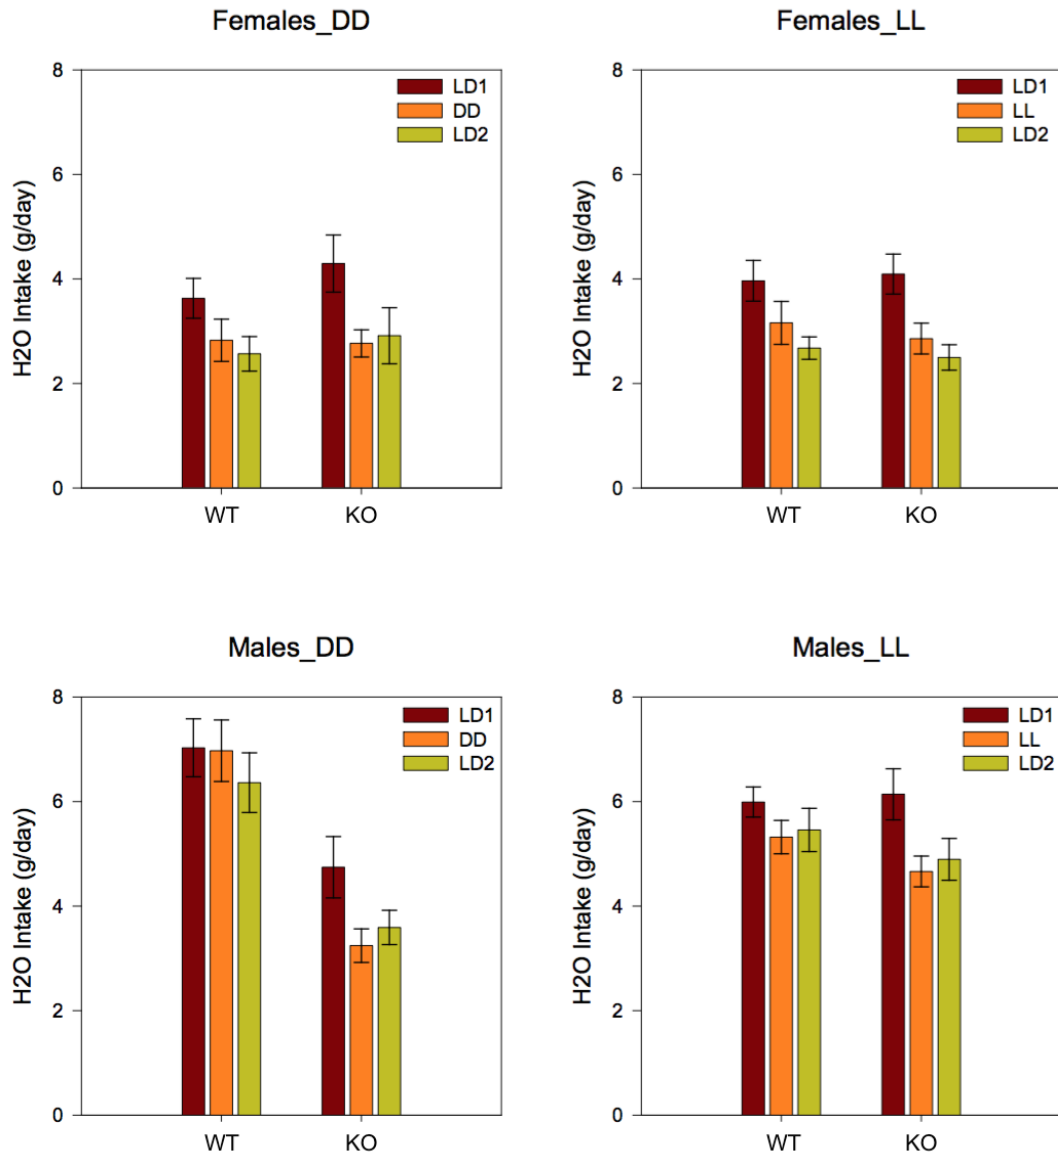 Females_DD
8
6
4
2
0
H2O Intake (g/day)
LD1
DD
LD2
WT
KO
Females_LL
8
6
4
2
0
H2O Intake (g/day)
LD1
LL
LD2
WT
KO
Males_DD
8
6
4
2
0
H2O Intake (g/day)
LD1
DD
LD2
WT
KO
Males_LL
8
6
4
2
0
H2O Intake (g/day)
LD1
LL
LD2
WT
KO